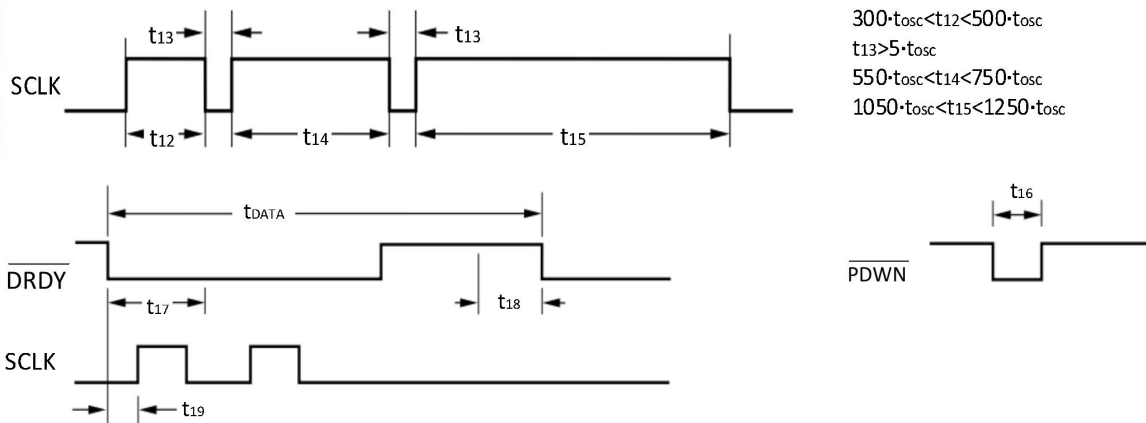 t13
t13
SCLK
t12
t14
t15
300·tosc<t12<500·tosc
t13>5·tosc
550·tosc<t14<750·tosc
1050·tosc<t15<1250·tosc
tDATA
DRDY
t17
t18
SCLK
t19
t16
PDWN